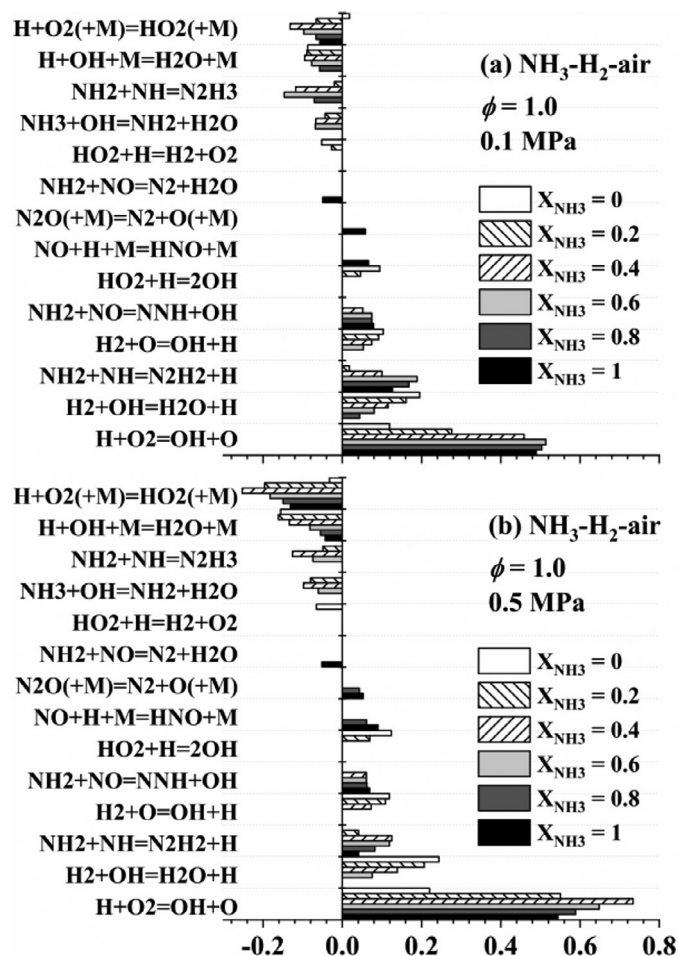 H+O2(+M)=HO2(+M)
H+OH+M=H2O+M
NH2+NH=N2H3
NH3+OH=NH2+H2O
HO2+H=H2+O2
NH2+NO=N2+H2O
N2O(+M)=N2+O(+M)
NO+H+M=HNO+M
HO2+H=2OH
NH2+NO=NNH+OH
H2+O=OH+H
NH2+NH=N2H2+H
H2+OH=H2O+H
H+O2=OH+O
(a) NH3-H2-air
ϕ = 1.0
0.1 MPa
XNH3 = 0
XNH3 = 0.2
XNH3 = 0.4
XNH3 = 0.6
XNH3 = 0.8
XNH3 = 1
H+O2(+M)=HO2(+M)
H+OH+M=H2O+M
NH2+NH=N2H3
NH3+OH=NH2+H2O
HO2+H=H2+O2
NH2+NO=N2+H2O
N2O(+M)=N2+O(+M)
NO+H+M=HNO+M
HO2+H=2OH
NH2+NO=NNH+OH
H2+O=OH+H
NH2+NH=N2H2+H
H2+OH=H2O+H
H+O2=OH+O
(b) NH3-H2-air
ϕ = 1.0
0.5 MPa
XNH3 = 0
XNH3 = 0.2
XNH3 = 0.4
XNH3 = 0.6
XNH3 = 0.8
XNH3 = 1
-0.2 0.0 0.2 0.4 0.6 0.8